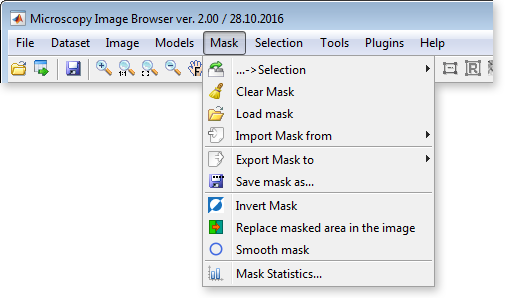 Microscopy Image Browser ver. 2.00 / 28.10.2016
File Dataset Image Models Mask Selection Tools Plugins Help
1:1 R
...->Selection
Clear Mask
Load mask
Import Mask from
Export Mask to
Save mask as...
Invert Mask
Replace masked area in the image
Smooth mask
Mask Statistics...